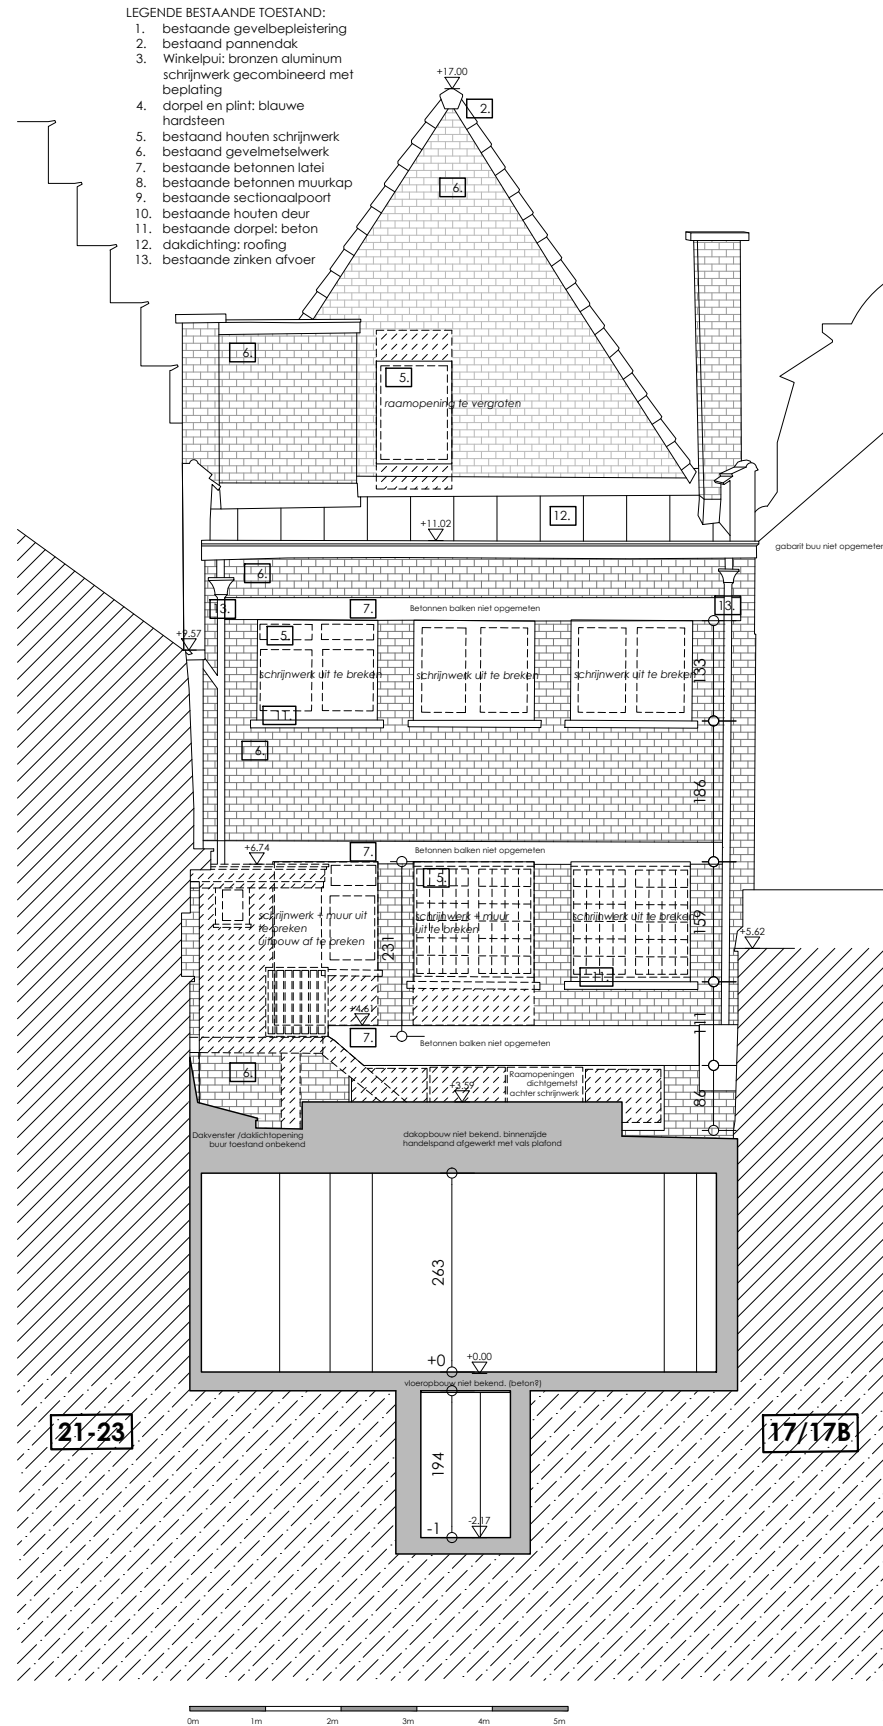 LEGENDE BESTAANDE TOESTAND:
1. bestaande gevelbepleistering
2. bestaand pannendak
3. Winkelpui: bronzen aluminum
schrijnwerk gecombineerd met
beplating
4. dorpel en plint: blauwe
hardsteen
5. bestaand houten schrijnwerk
6. bestaand gevelmetselwerk
7. bestaande betonnen latei
8. bestaande betonnen muurkap
9. bestaande sectionaalpoort
10. bestaande houten deur
11. bestaande dorpel: beton
12. dakdichting: roofing
13. bestaande zinken afvoer
+17.00
2.
6.
6.
5.
raamopening te vergroten
12.
+11.02
gabarit buu niet opgemeten
6.
13.
7.
Betonnen balken niet opgemeten
13.
+9.57
5.
schrijnwerk uit te breken
schrijnwerk uit te breken
schrijnwerk uit te breken
133
11.
6.
186
+6.74
7.
Betonnen balken niet opgemeten
5.
schrijnwerk + muur uit
te breken
uitbouw af te breken
schrijnwerk + muur
uit te breken
schrijnwerk uit te breken
159
231
+5.62
11.
+4.61
7.
Betonnen balken niet opgemeten
111
6.
Raamopeningen
dichtgemetst
achter schrijnwerk
+3.59
86
Dakvenster /daklichtopening
buur toestand onbekend
dakopbouw niet bekend. binnenzijde
handelspand afgewerkt met vals plafond
263
+0
+0.00
vloeropbouw niet bekend. (beton?)
21-23
17/17B
194
-1
-2.17
0m 1m 2m 3m 4m 5m